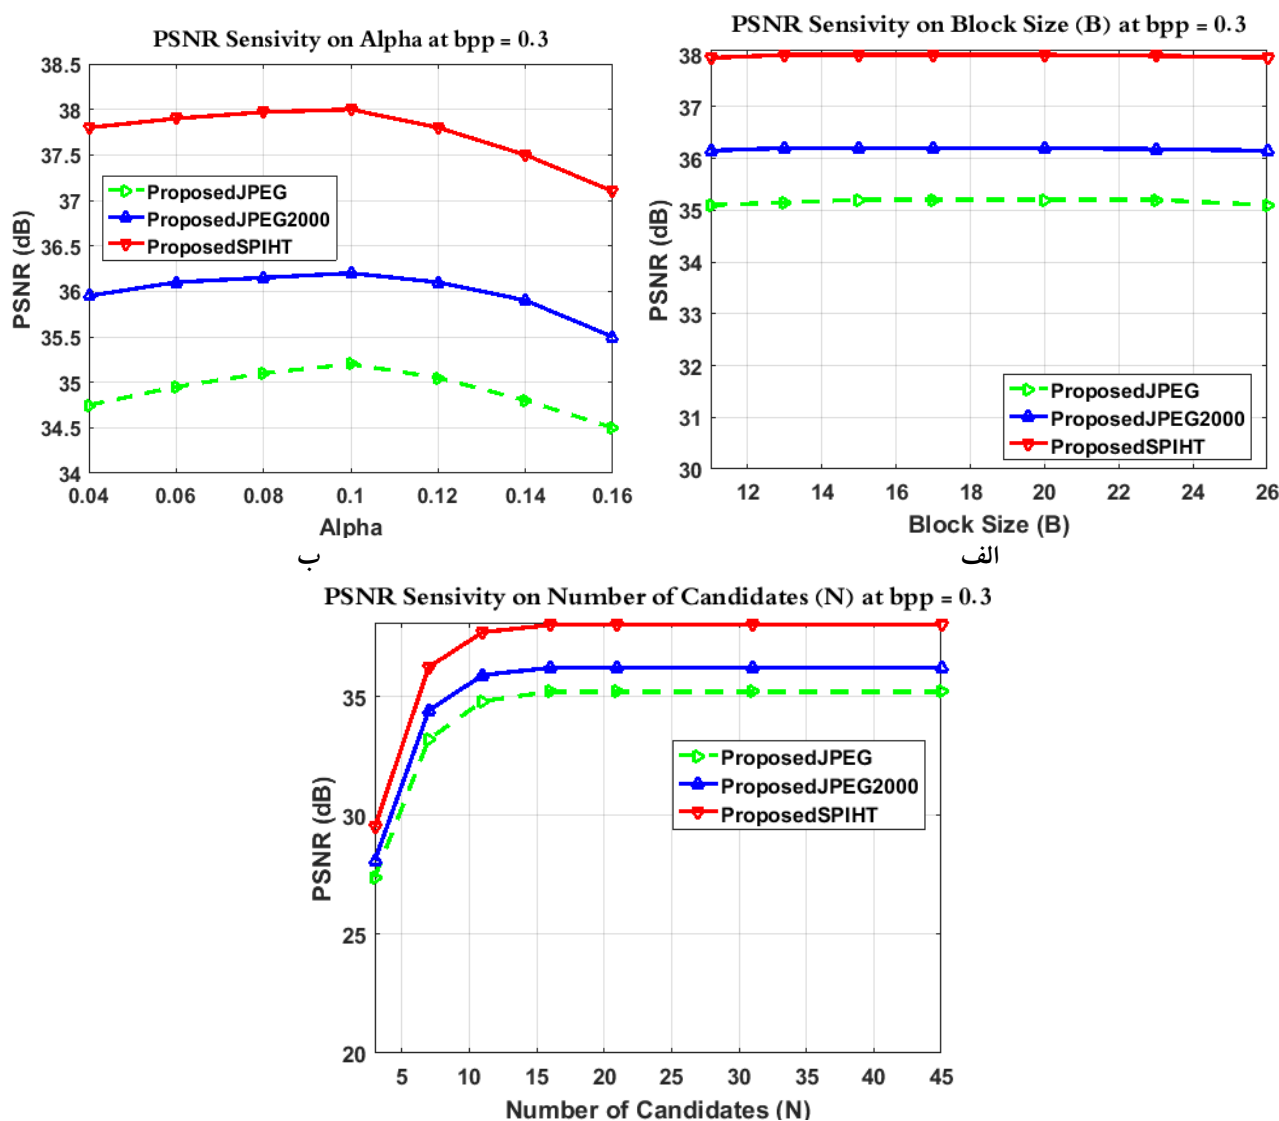 PSNR Sensivity on Alpha at bpp = 0.3
38.5
38
37.5
37
36.5
36
35.5
35
34.5
34
PSNR (dB)
ProposedJPEG
ProposedJPEG2000
ProposedSPIHT
0.04 0.06 0.08 0.1 0.12 0.14 0.16
Alpha
ب
PSNR Sensivity on Block Size (B) at bpp = 0.3
38
37
36
35
34
33
32
31
30
PSNR (dB)
ProposedJPEG
ProposedJPEG2000
ProposedSPIHT
12 14 16 18 20 22 24 26
Block Size (B)
الف
PSNR Sensivity on Number of Candidates (N) at bpp = 0.3
35
30
25
20
PSNR (dB)
ProposedJPEG
ProposedJPEG2000
ProposedSPIHT
5 10 15 20 25 30 35 40 45
Number of Candidates (N)